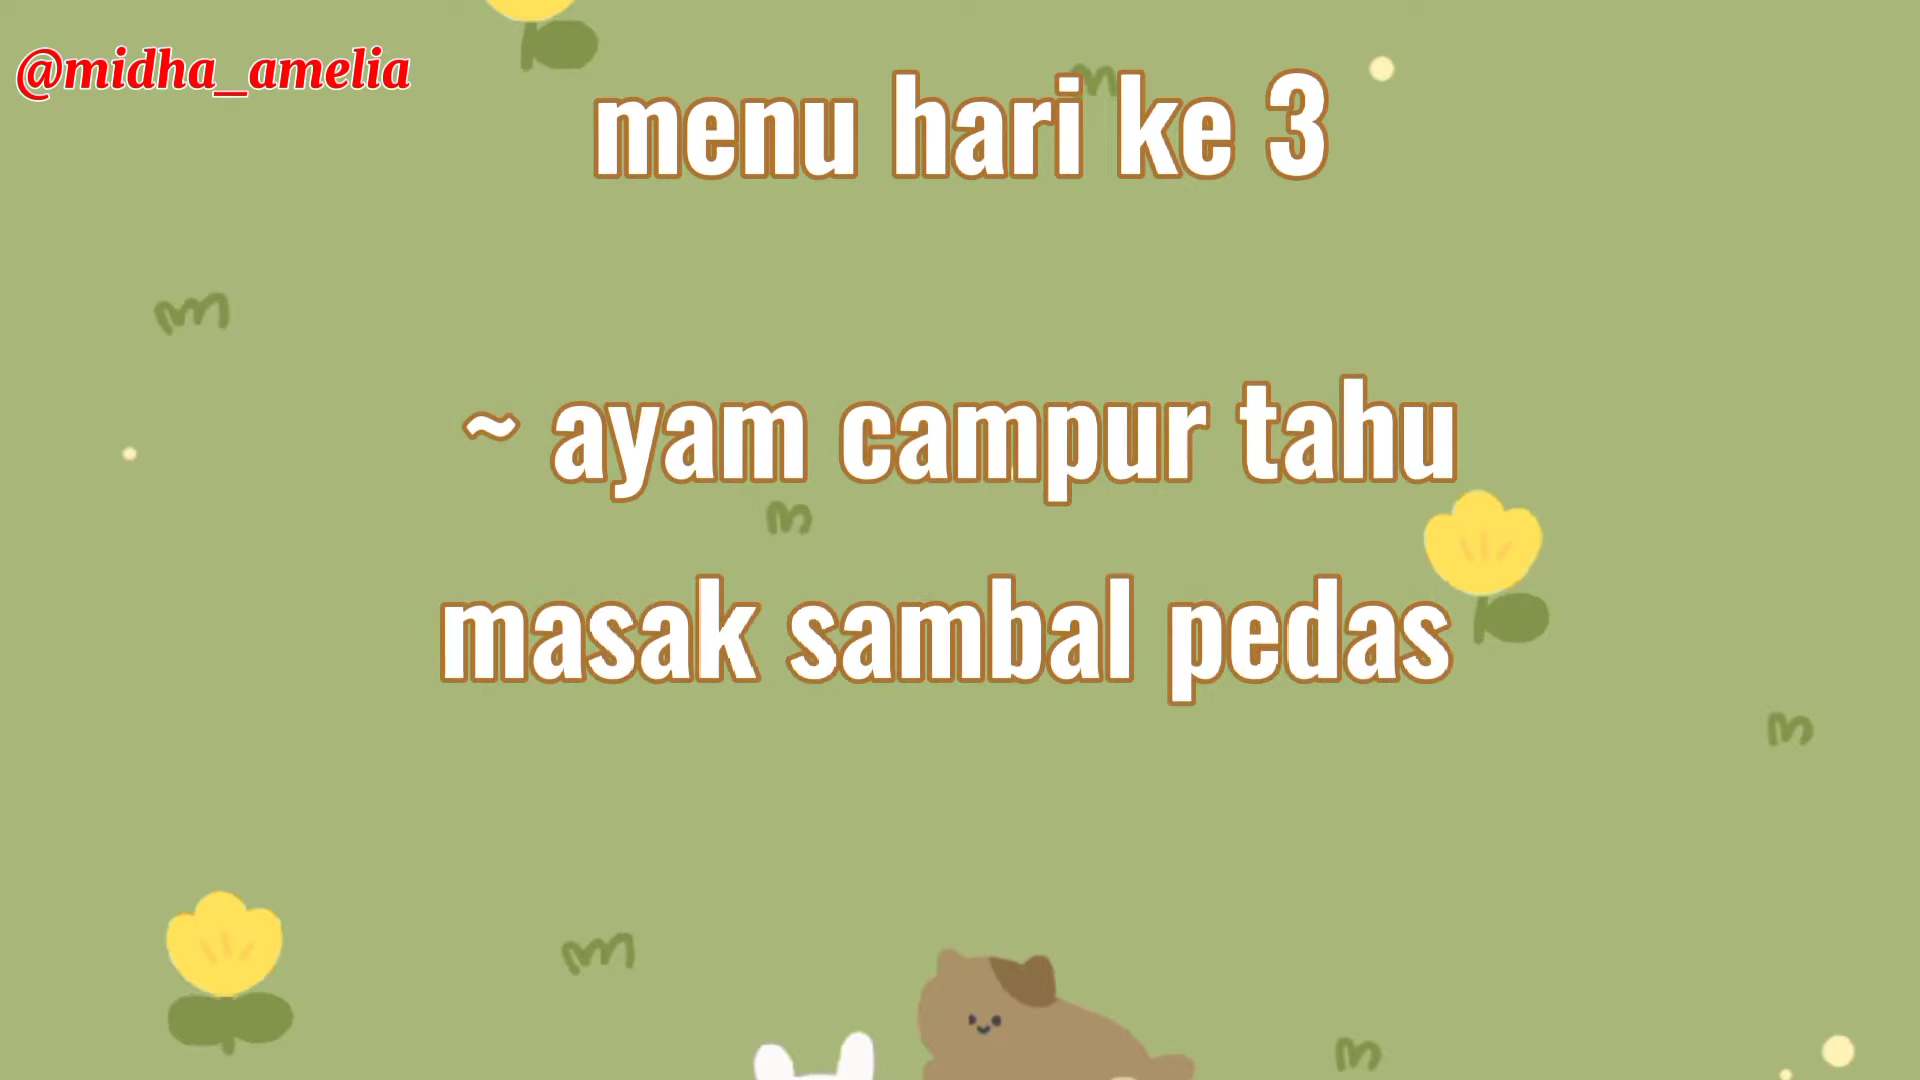 @midha_amelia
menu hari ke 3
~ ayam campur tahu
masak sambal pedas